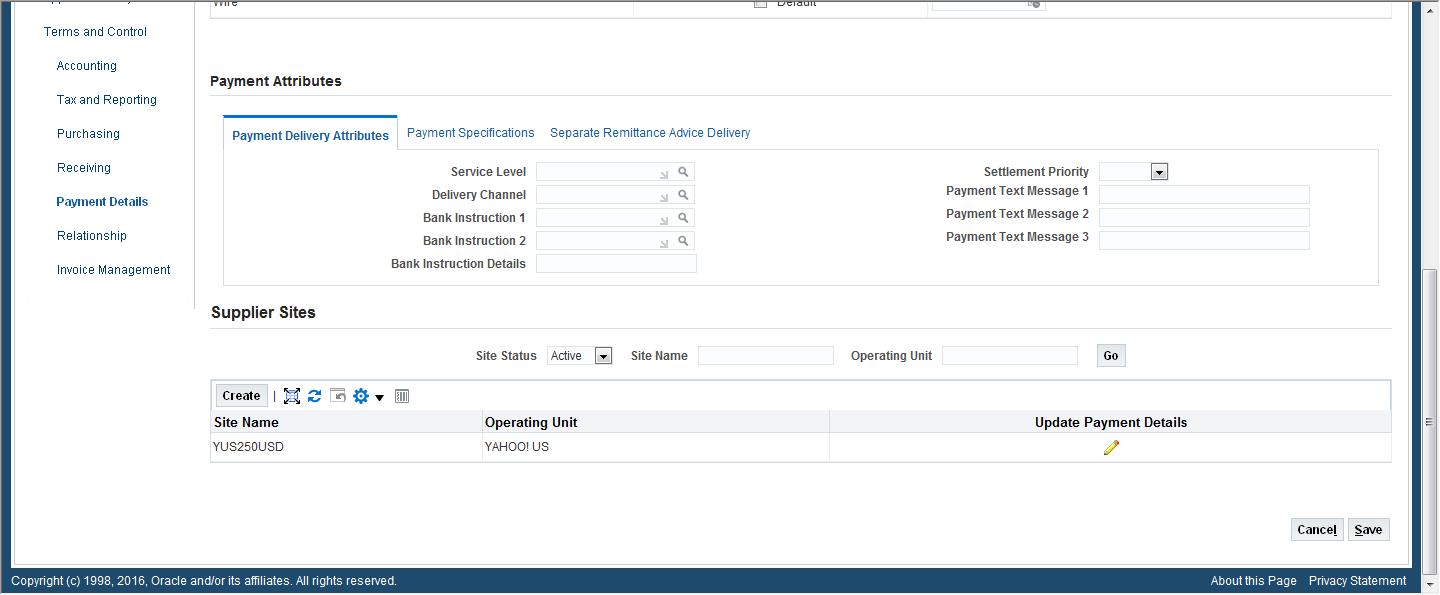 Wire Default
Terms and Control
Accounting
Tax and Reporting
Purchasing
Receiving
Payment Details
Relationship
Invoice Management
Payment Attributes
Payment Delivery Attributes Payment Specifications Separate Remittance Advice Delivery
Service Level Settlement Priority
Delivery Channel Payment Text Message 1
Bank Instruction 1 Payment Text Message 2
Bank Instruction 2 Payment Text Message 3
Bank Instruction Details
Supplier Sites
Site Status Active Site Name Operating Unit Go
Create
Site Name Operating Unit Update Payment Details
YUS250USD YAHOO! US
Cancel Save
Copyright (c) 1998, 2016, Oracle and/or its affiliates. All rights reserved. About this Page Privacy Statement